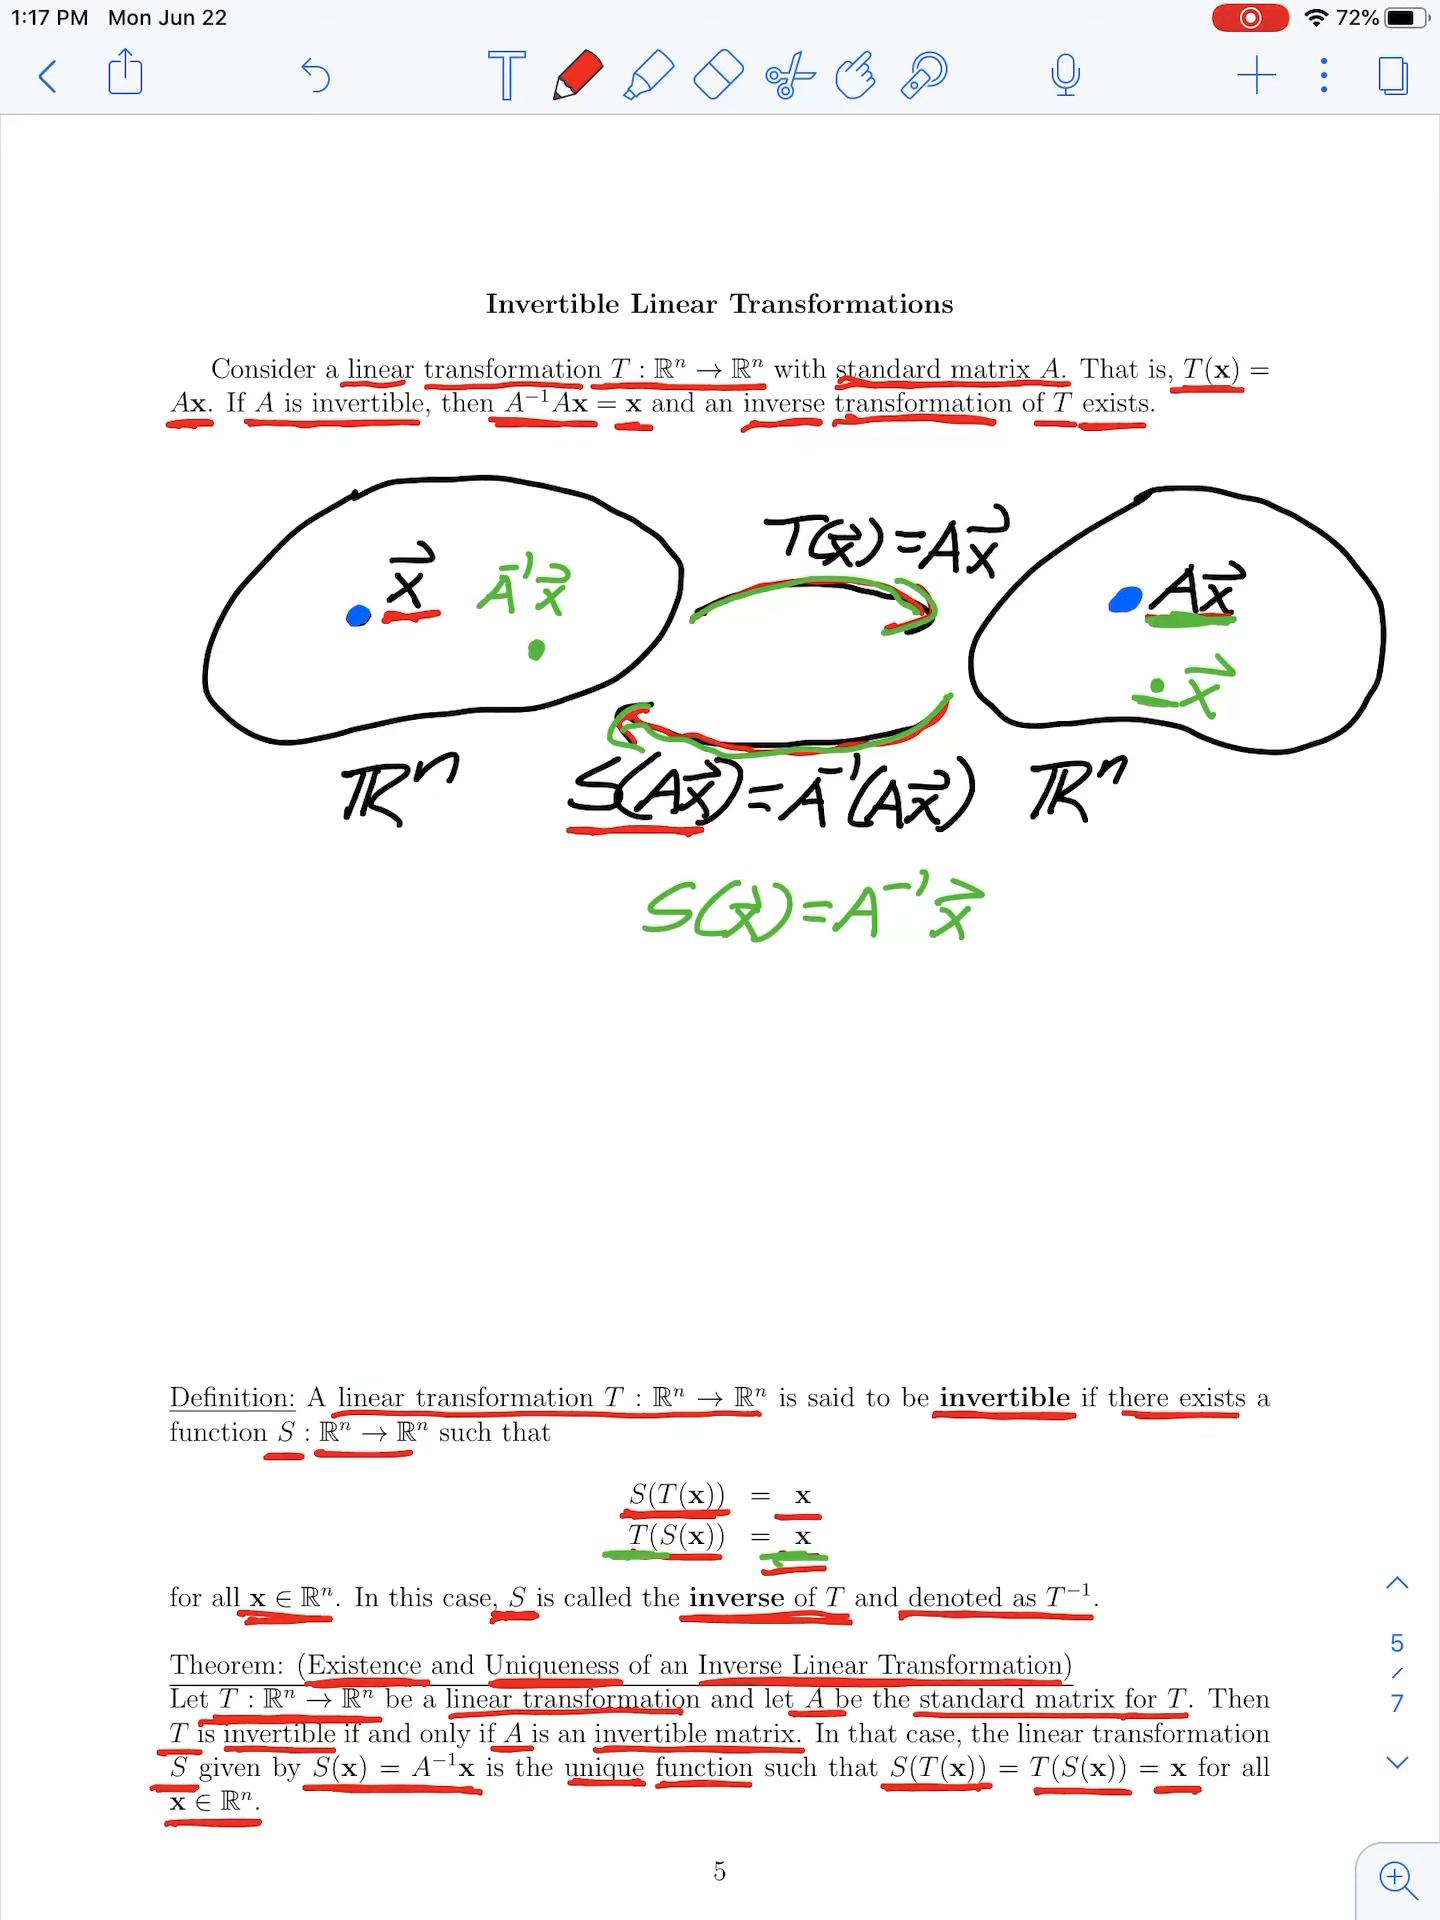 1:17 PM Mon Jun 22
72%
Invertible Linear Transformations
Consider a linear transformation T : ℝⁿ → ℝⁿ with standard matrix A. That is, T(x) =
Ax. If A is invertible, then A⁻¹Ax = x and an inverse transformation of T exists.
T(x⃗) = Ax⃗
x⃗ A⁻¹x⃗
Ax⃗
x⃗
ℝⁿ
S(Ax⃗) = A⁻¹(Ax⃗)
ℝⁿ
S(x⃗) = A⁻¹x⃗
Definition: A linear transformation T : ℝⁿ → ℝⁿ is said to be invertible if there exists a
function S : ℝⁿ → ℝⁿ such that
S(T(x)) = x
T(S(x)) = x
for all x ∈ ℝⁿ. In this case, S is called the inverse of T and denoted as T⁻¹.
Theorem: (Existence and Uniqueness of an Inverse Linear Transformation)
Let T : ℝⁿ → ℝⁿ be a linear transformation and let A be the standard matrix for T. Then
T is invertible if and only if A is an invertible matrix. In that case, the linear transformation
S given by S(x) = A⁻¹x is the unique function such that S(T(x)) = T(S(x)) = x for all
x ∈ ℝⁿ.
5
/
7
5